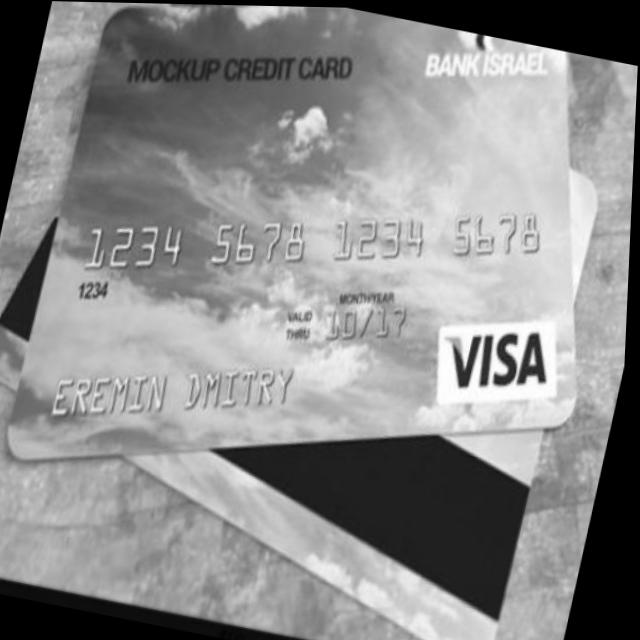 MOCKUP CREDIT CARD
BANK ISRAEL
1234 5678 1234 5678
1234
MONTH/YEAR
VALID THRU 10/17
EREMIN DMITRY
VISA